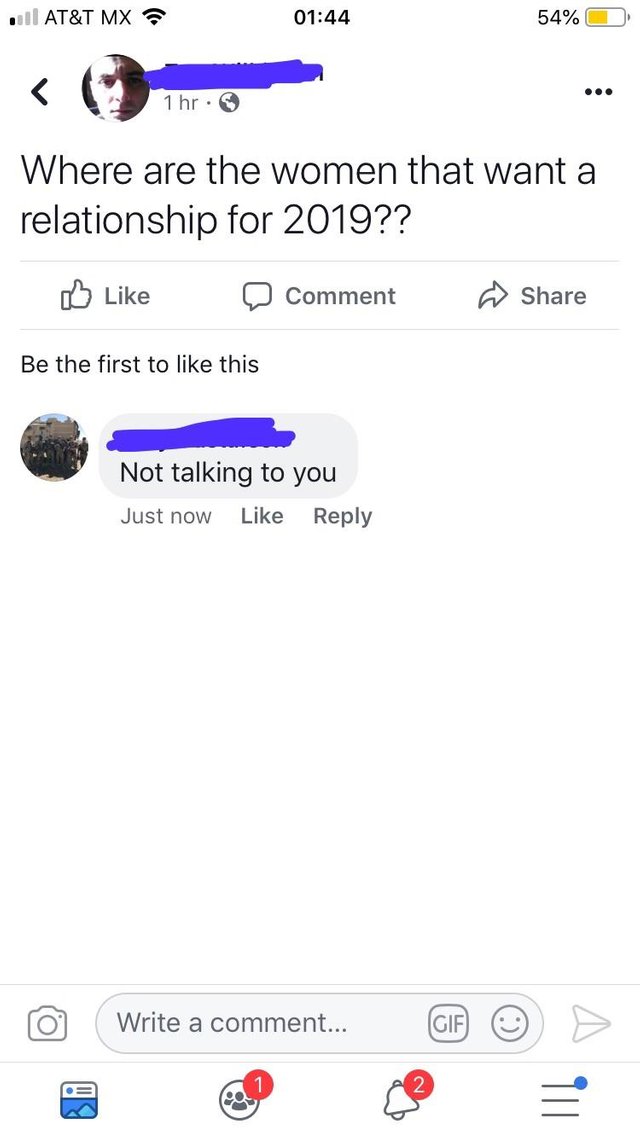 AT&T MX 01:44 54%
1 hr ·
Where are the women that want a
relationship for 2019??
Like Comment Share
Be the first to like this
Not talking to you
Just now Like Reply
Write a comment... GIF
1 2